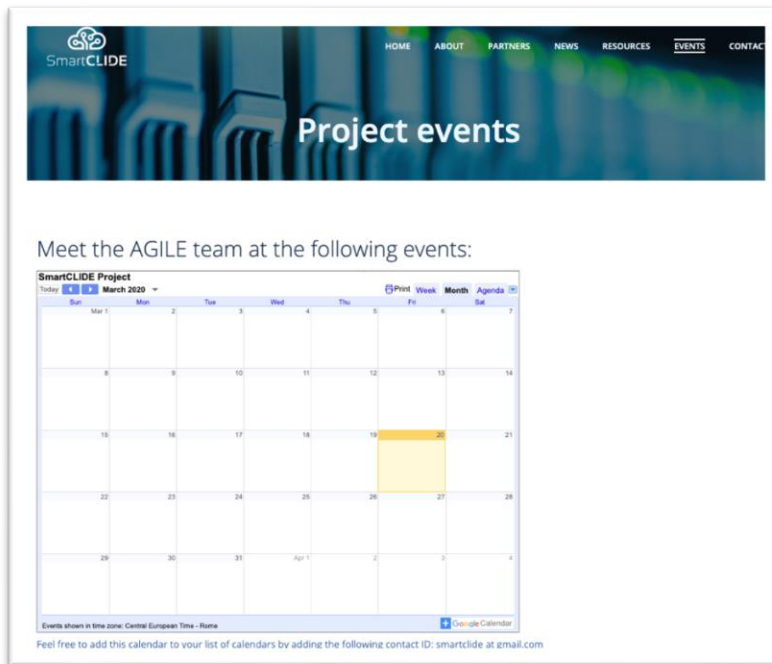 SmartCLIDE
HOME ABOUT PARTNERS NEWS RESOURCES EVENTS CONTACT
Project events
Meet the AGILE team at the following events:
SmartCLIDE Project
Today March 2020 Print Week Month Agenda
Sun Mon Tue Wed Thu Fri Sat
Mar 1 2 3 4 5 6 7
8 9 10 11 12 13 14
15 16 17 18 19 20 21
22 23 24 25 26 27 28
29 30 31 Apr 1 2 3 4
Events shown in time zone: Central European Time - Rome
Google Calendar
Feel free to add this calendar to your list of calendars by adding the following contact ID: smartclide at gmail.com